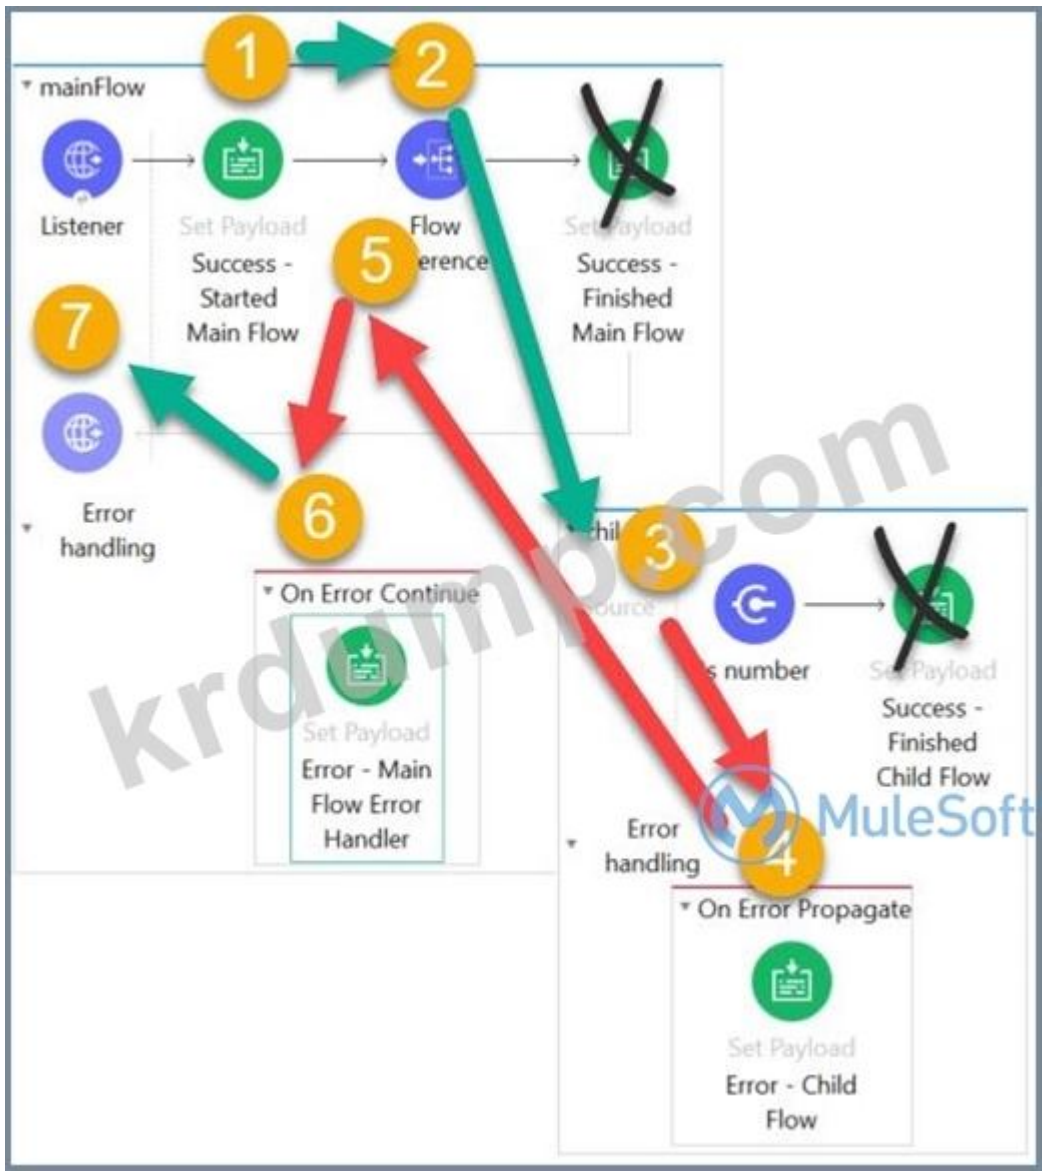 1
2
mainFlow
Listener
Set Payload
Success -
Started
Main Flow
Flow
erence
Set Payload
Success -
Finished
Main Flow
5
7
6
Error
handling
On Error Continue
Set Payload
Error - Main
Flow Error
Handler
chil
3
Source
s number
Set Payload
Success -
Finished
Child Flow
MuleSoft
4
Error
handling
On Error Propagate
Set Payload
Error - Child
Flow
krdump.com